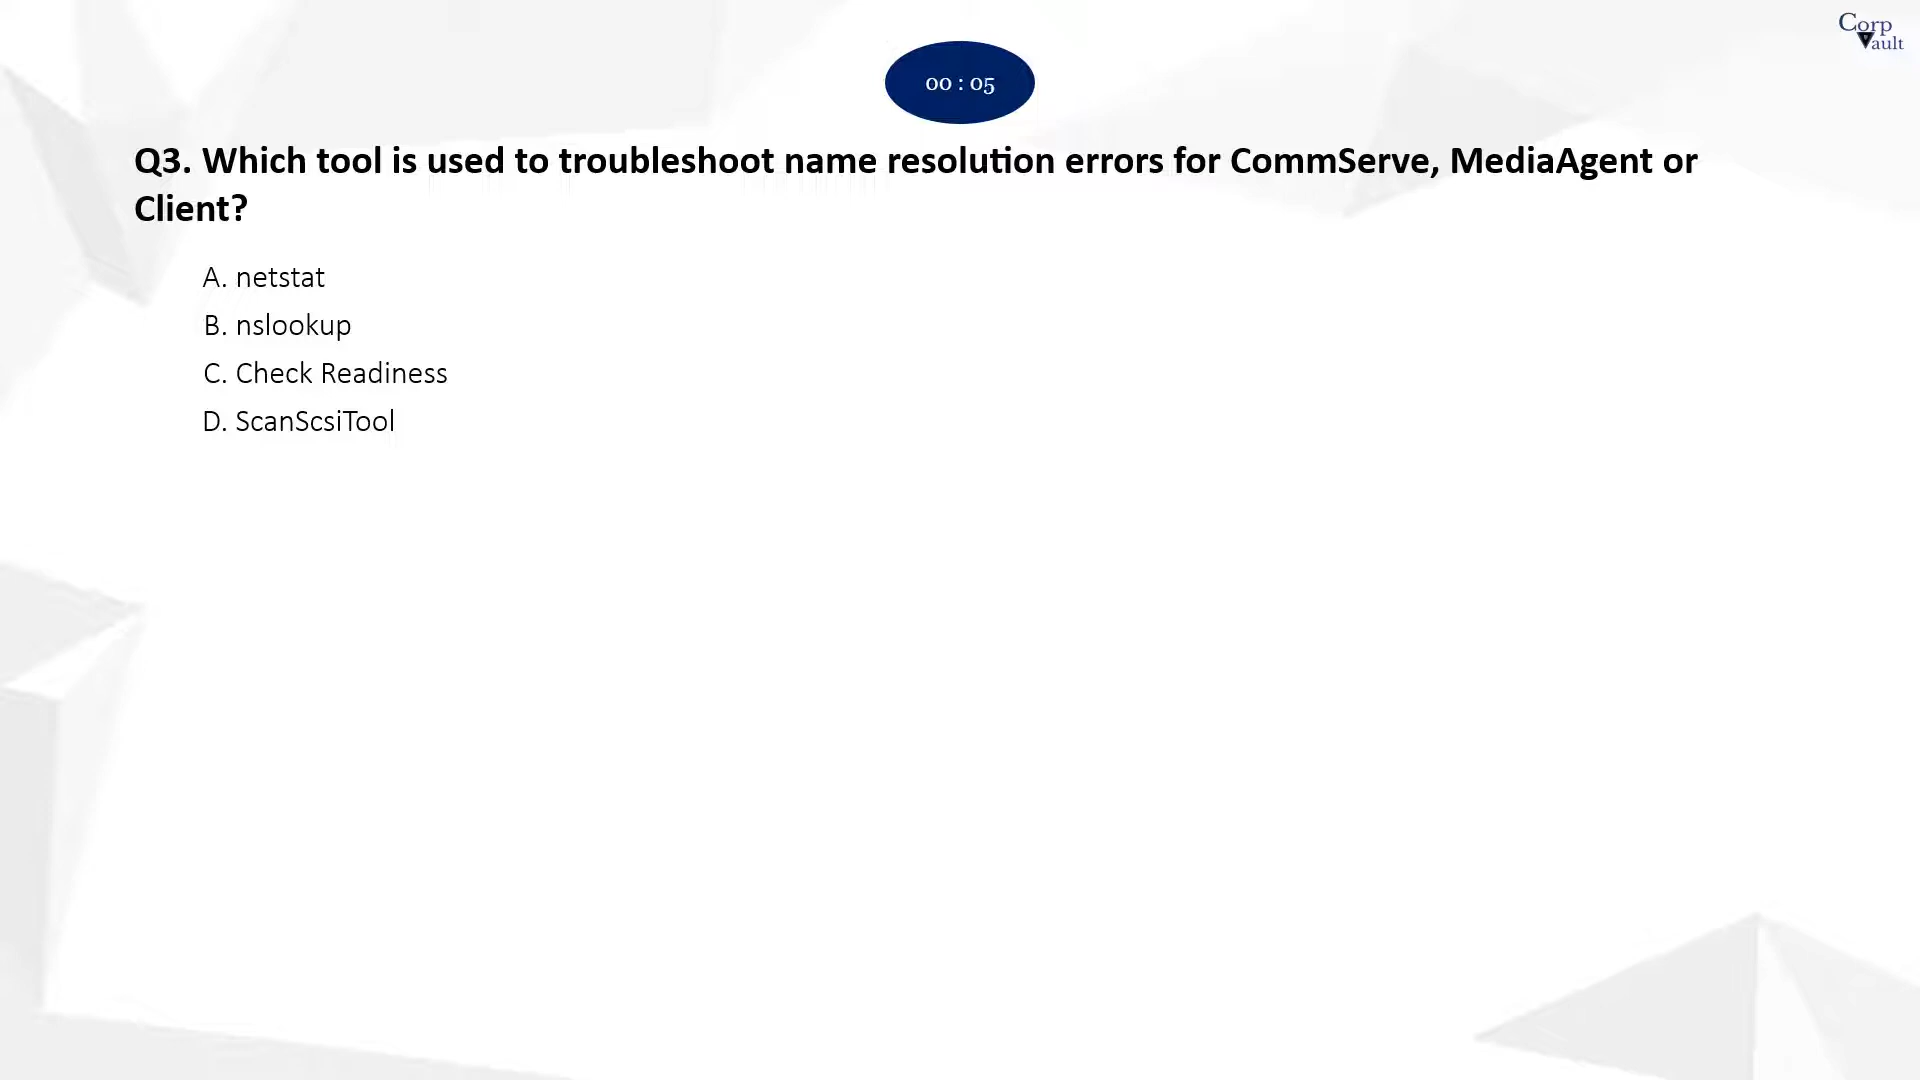 Corp
Vault
00 : 05
Q3. Which tool is used to troubleshoot name resolution errors for CommServe, MediaAgent or
Client?
A. netstat
B. nslookup
C. Check Readiness
D. ScanScsiTool